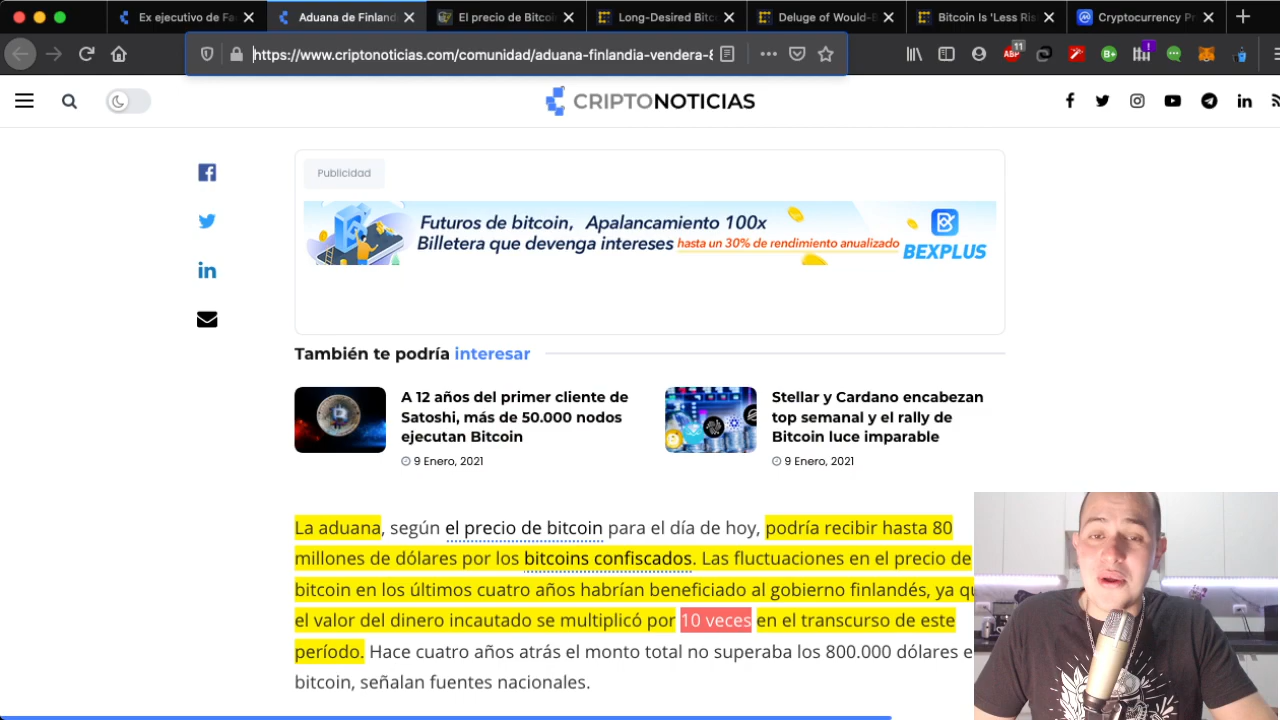 Ex ejecutivo de Fa
Aduana de Finland
El precio de Bitcoi
Long-Desired Bitc
Deluge of Would-B
Bitcoin Is 'Less Ris
Cryptocurrency Pr
https://www.criptonoticias.com/comunidad/aduana-finlandia-vendera-8
ABP
11
CRIPTONOTICIAS
Publicidad
Futuros de bitcoin, Apalancamiento 100x
Billetera que devenga intereses hasta un 30% de rendimiento anualizado
BEXPLUS
También te podría interesar
A 12 años del primer cliente de
Satoshi, más de 50.000 nodos
ejecutan Bitcoin
9 Enero, 2021
Stellar y Cardano encabezan
top semanal y el rally de
Bitcoin luce imparable
9 Enero, 2021
La aduana, según el precio de bitcoin para el día de hoy, podría recibir hasta 80
millones de dólares por los bitcoins confiscados. Las fluctuaciones en el precio de
bitcoin en los últimos cuatro años habrían beneficiado al gobierno finlandés, ya qu
el valor del dinero incautado se multiplicó por 10 veces en el transcurso de este
período. Hace cuatro años atrás el monto total no superaba los 800.000 dólares e
bitcoin, señalan fuentes nacionales.